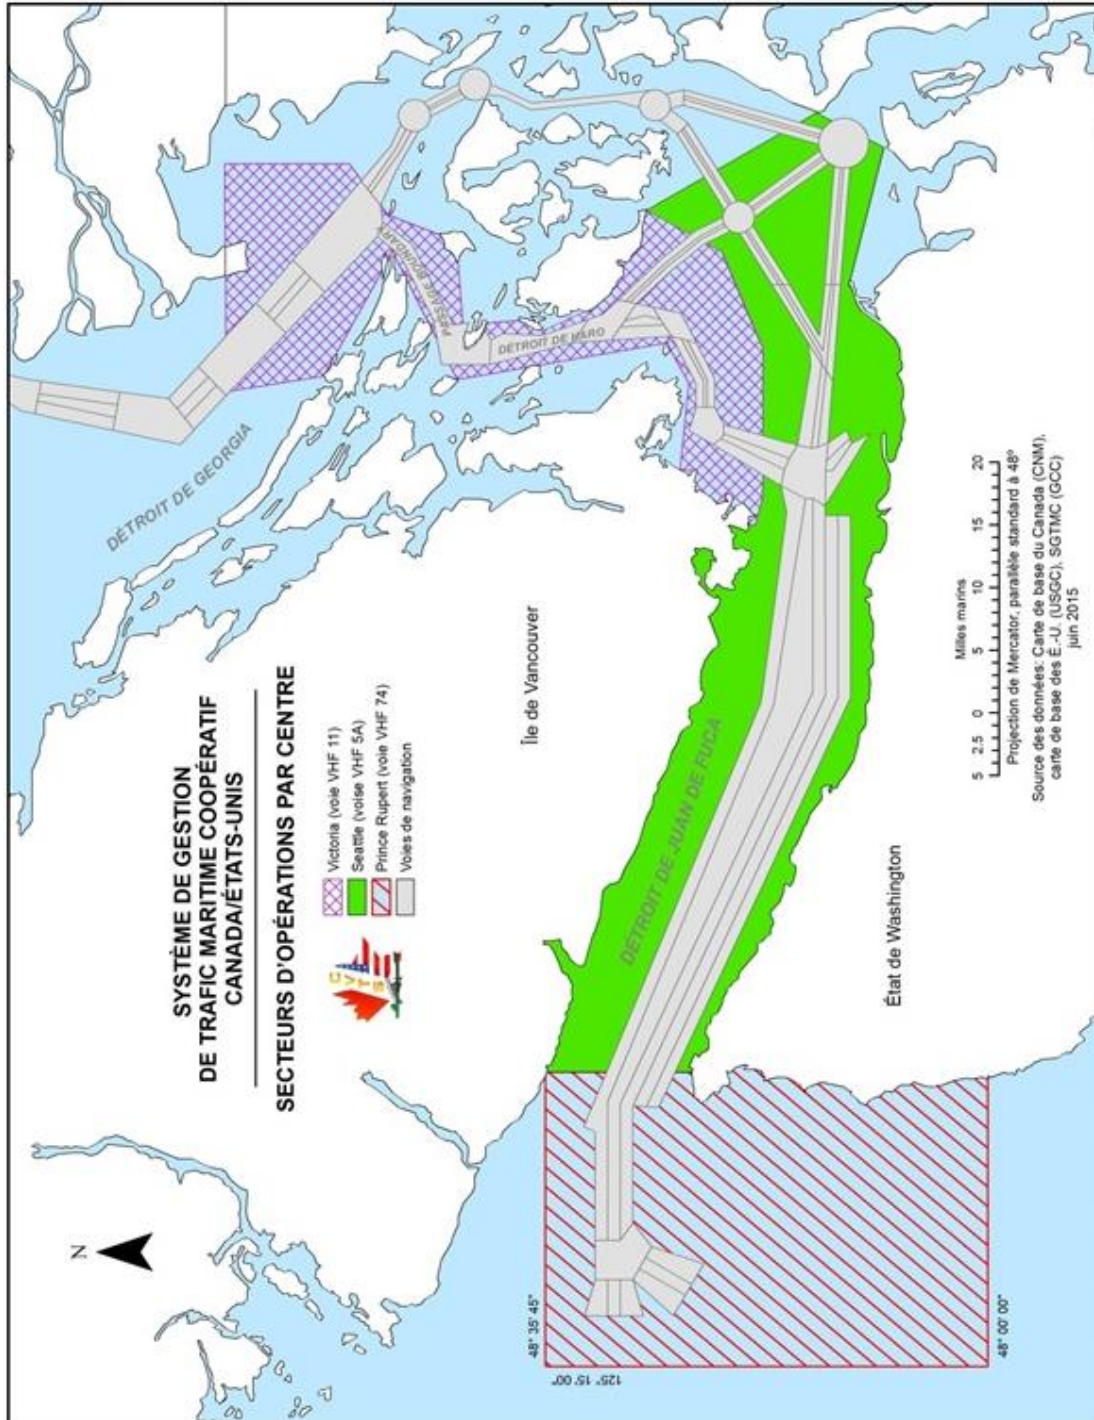 SYSTÈME DE GESTION
DE TRAFIC MARITIME COOPÉRATIF
CANADA/ÉTATS-UNIS
SECTEURS D'OPÉRATIONS PAR CENTRE
CVTS
Victoria (voie VHF 11)
Seattle (voise VHF 5A)
Prince Rupert (voie VHF 74)
Voies de navigation
N
DÉTROIT DE GEORGIA
PASSAGE BOUNDARY
DÉTROIT DE HARO
Île de Vancouver
DÉTROIT DE JUAN DE FUCA
État de Washington
48° 35' 45"
125° 15' 00"
48° 00' 00"
Milles marins
5 2.5 0 5 10 15 20
Projection de Mercator, parallèle standard à 48°
Source des données: Carte de base du Canada (CNM),
carte de base des É.-U. (USGC), SGTMC (GCC)
juin 2015